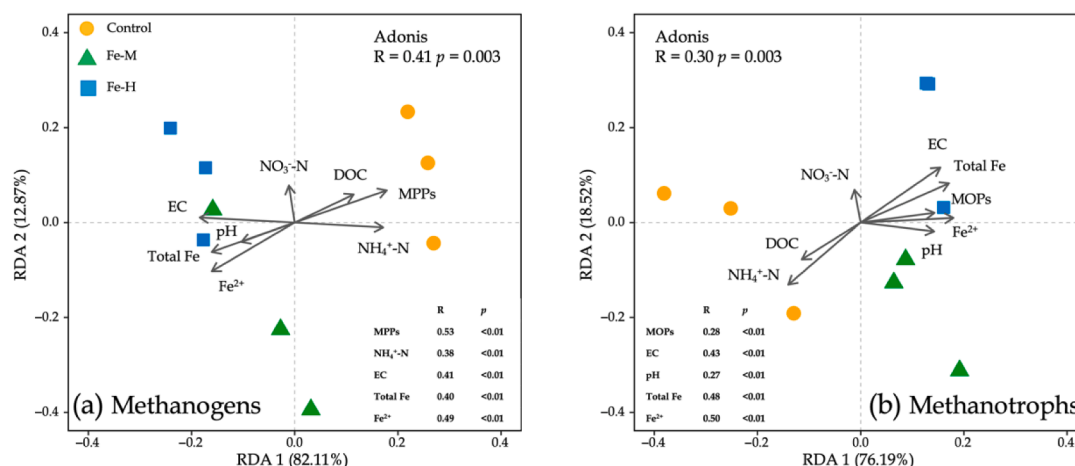 Control
Fe-M
Fe-H
Adonis
R = 0.41 p = 0.003
NO₃⁻-N
DOC
MPPs
EC
pH
NH₄⁺-N
Total Fe
Fe²⁺
R p
MPPs 0.53 <0.01
NH₄⁺-N 0.38 <0.01
EC 0.41 <0.01
Total Fe 0.40 <0.01
Fe²⁺ 0.49 <0.01
(a) Methanogens
RDA 2 (12.87%)
0.4
0.2
0.0
−0.2
−0.4
−0.4 −0.2 0.0 0.2 0.4
RDA 1 (82.11%)
Adonis
R = 0.30 p = 0.003
EC
Total Fe
NO₃⁻-N
MOPs
Fe²⁺
DOC
pH
NH₄⁺-N
R p
MOPs 0.28 <0.01
EC 0.43 <0.01
pH 0.27 <0.01
Total Fe 0.48 <0.01
Fe²⁺ 0.50 <0.01
(b) Methanotrophs
RDA 2 (18.52%)
0.4
0.2
0.0
−0.2
−0.4
−0.4 −0.2 0.0 0.2 0.4
RDA 1 (76.19%)